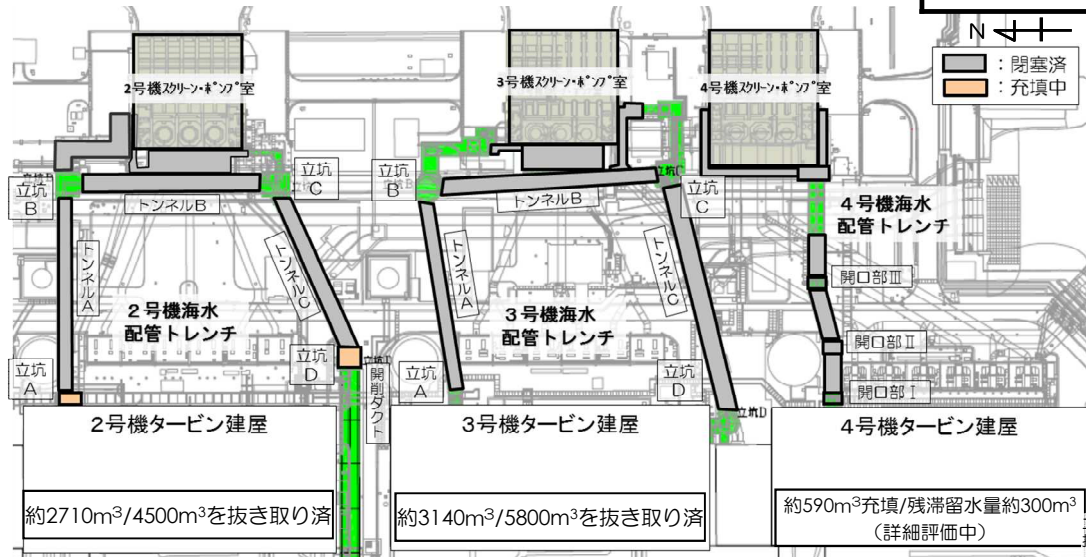 N
：閉塞済
：充填中
2号機スクリーン・ポンプ室
3号機スクリーン・ポンプ室
4号機スクリーン・ポンプ室
立坑
B
トンネルB
立坑
C
トンネルA
トンネルC
2号機海水
配管トレンチ
立坑
A
立坑
D
立坑D
開削ダクト
立坑
B
トンネルB
立坑C
立坑
C
トンネルA
トンネルC
3号機海水
配管トレンチ
立坑
A
立坑
D
立坑D
4号機海水
配管トレンチ
開口部Ⅲ
開口部Ⅱ
開口部Ⅰ
2号機タービン建屋
3号機タービン建屋
4号機タービン建屋
約2710m³/4500m³を抜き取り済
約3140m³/5800m³を抜き取り済
約590m³充填/残滞留水量約300m³
（詳細評価中）